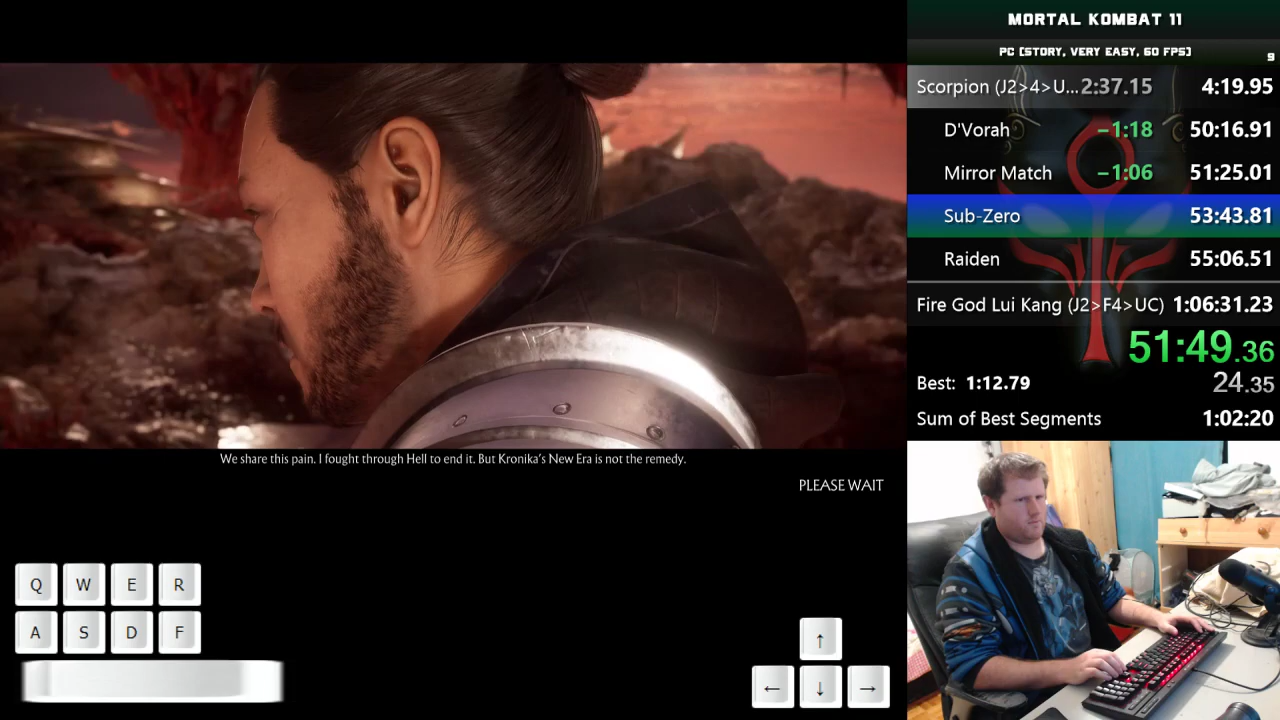 MORTAL KOMBAT 11
PC [STORY, VERY EASY, 60 FPS]
9
Scorpion (J2>4>U... 2:37.15 4:19.95
D'Vorah −1:18 50:16.91
Mirror Match −1:06 51:25.01
Sub-Zero 53:43.81
Raiden 55:06.51
Fire God Lui Kang (J2>F4>UC) 1:06:31.23
51:49.36
Best: 1:12.79 24.35
Sum of Best Segments 1:02:20
We share this pain. I fought through Hell to end it. But Kronika's New Era is not the remedy.
PLEASE WAIT
Q W E R
A S D F
↑
← ↓ →